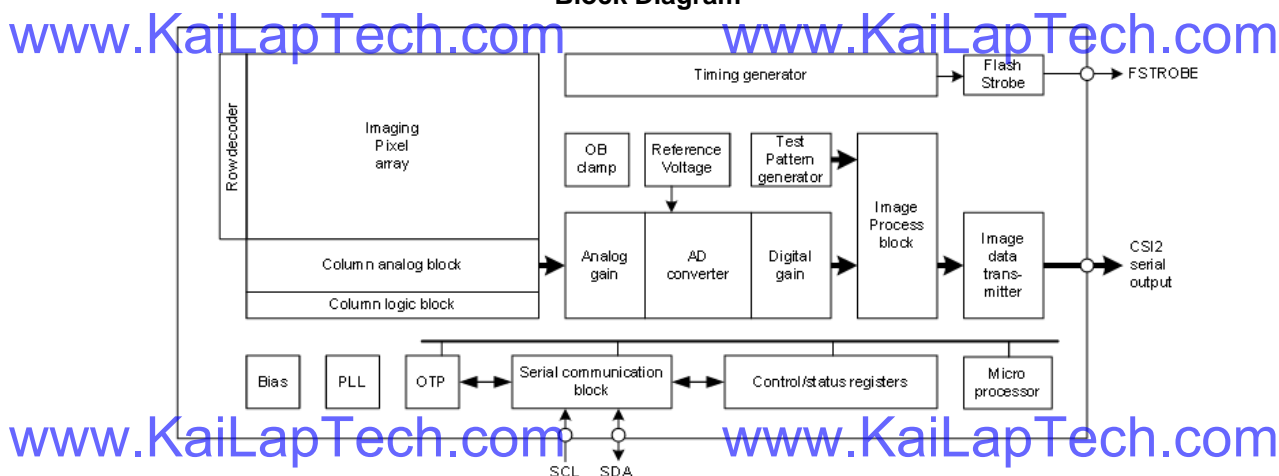 Block Diagram
www.KaiLapTech.com
www.KaiLapTech.com
Row decoder
Imaging
Pixel
array
Timing generator
Flash
Strobe
FSTROBE
OB
clamp
Reference
Voltage
Test
Pattern
generator
Image
Process
block
Column analog block
Column logic block
Analog
gain
AD
converter
Digital
gain
Image
data
trans-
mitter
CSI2
serial
output
Bias
PLL
OTP
Serial communication
block
Control/status registers
Micro
processor
www.KaiLapTech.com
www.KaiLapTech.com
SCL
SDA